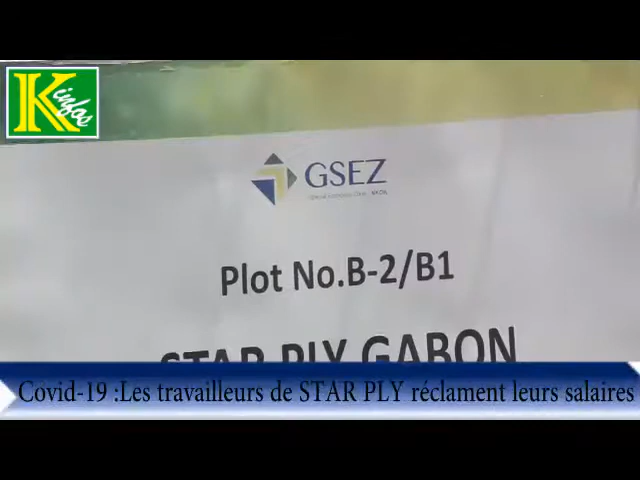 K infos
GSEZ
Plot No.B-2/B1
STAR PLY GABON
Covid-19 :Les travailleurs de STAR PLY réclament leurs salaires